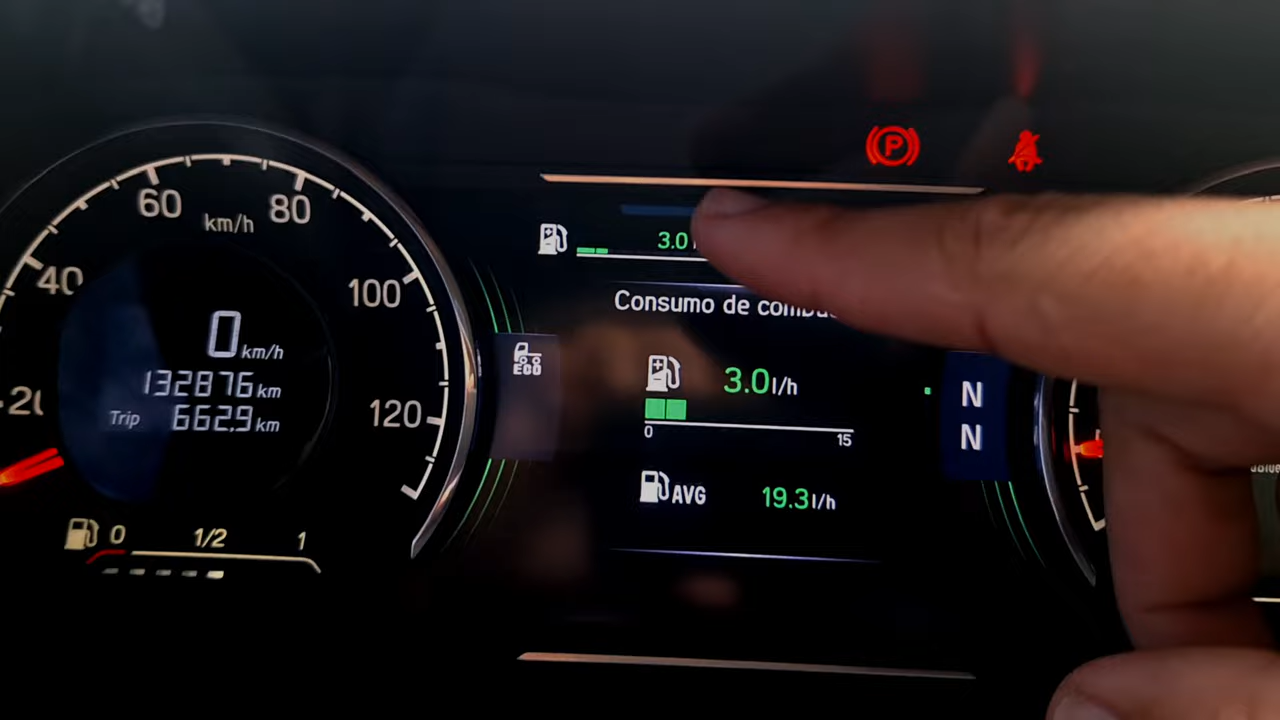 60
80
km/h
40
100
20
120
0 km/h
132876 km
Trip 662.9 km
0 1/2 1
P
3.0
Consumo de
ECO
3.0 l/h
0 15
AVG 19.3 l/h
N
N